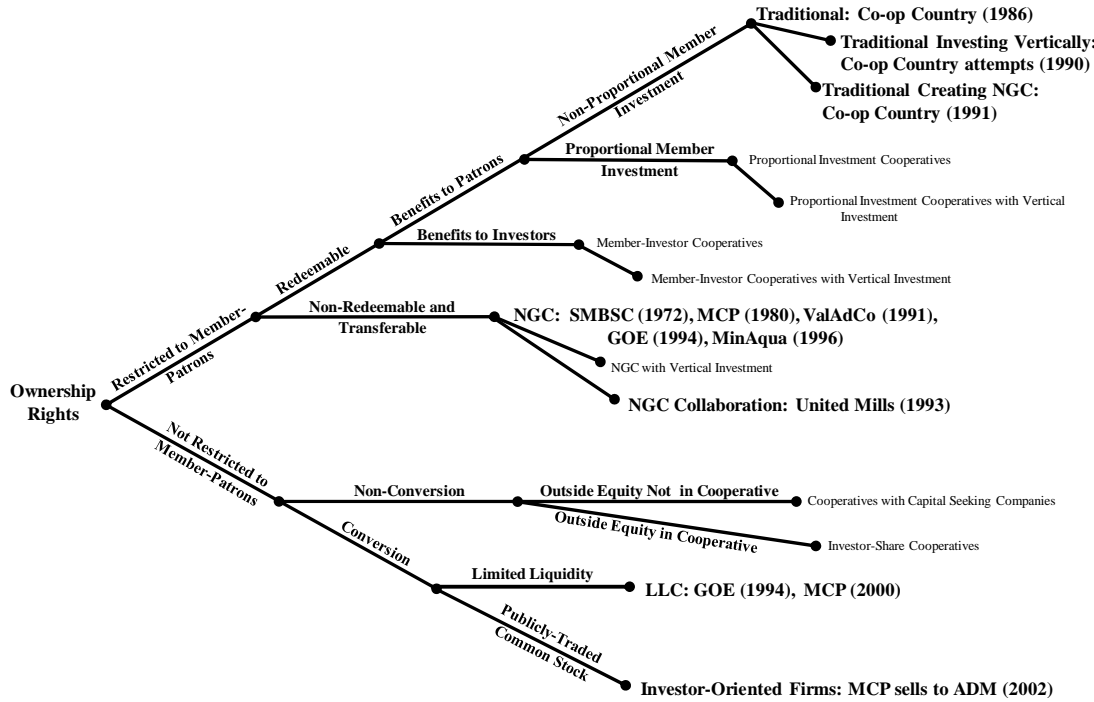 Traditional: Co-op Country (1986)
Traditional Investing Vertically:
Co-op Country attempts (1990)
Traditional Creating NGC:
Co-op Country (1991)
Non-Proportional Member
Investment
Proportional Member
Investment
Proportional Investment Cooperatives
Proportional Investment Cooperatives with Vertical
Investment
Benefits to Patrons
Benefits to Investors
Member-Investor Cooperatives
Member-Investor Cooperatives with Vertical Investment
Redeemable
Non-Redeemable and
Transferable
NGC: SMBSC (1972), MCP (1980), ValAdCo (1991),
GOE (1994), MinAqua (1996)
NGC with Vertical Investment
NGC Collaboration: United Mills (1993)
Restricted to Member-
Patrons
Ownership
Rights
Not Restricted to
Member-Patrons
Non-Conversion
Outside Equity Not in Cooperative
Cooperatives with Capital Seeking Companies
Outside Equity in Cooperative
Investor-Share Cooperatives
Conversion
Limited Liquidity
LLC: GOE (1994), MCP (2000)
Publicly-Traded
Common Stock
Investor-Oriented Firms: MCP sells to ADM (2002)